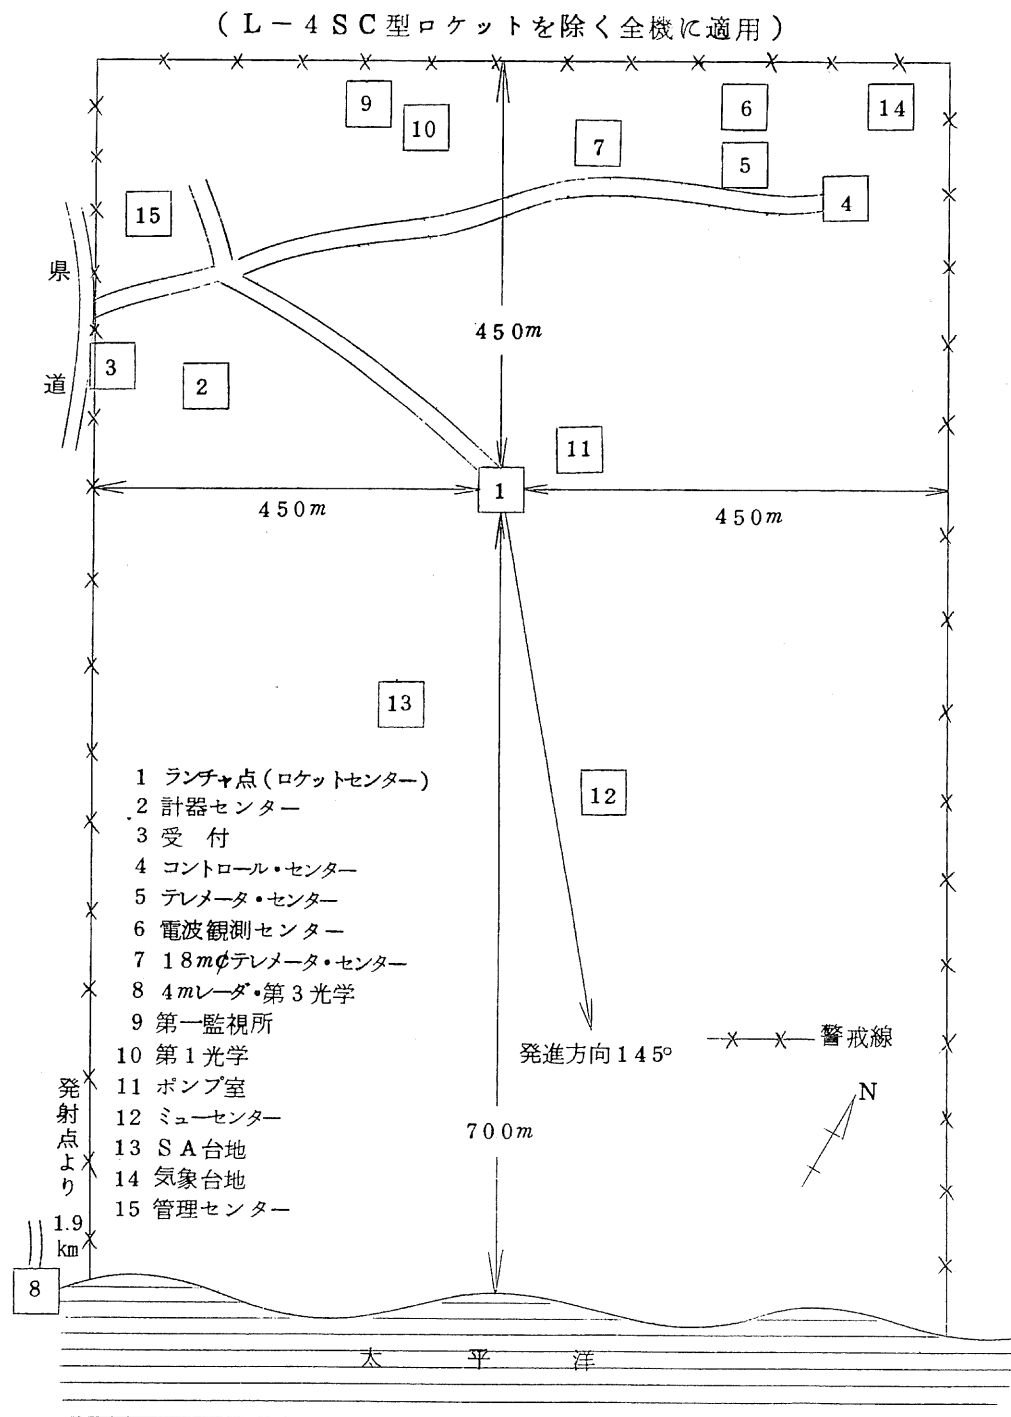 (L-4SC型ロケットを除く全機に適用)
9
10
6
14
7
5
15
4
県
道
450m
3
2
11
1
450m
450m
13
12
1 ランチャ点(ロケットセンター)
2 計器センター
3 受 付
4 コントロール・センター
5 テレメータ・センター
6 電波観測センター
7 18m⌀テレメータ・センター
8 4mレーダ・第3光学
9 第一監視所
10 第1光学
11 ポンプ室
12 ミューセンター
13 SA台地
14 気象台地
15 管理センター
発進方向145°
警戒線
N
700m
発射点より
1.9
km
8
太 平 洋